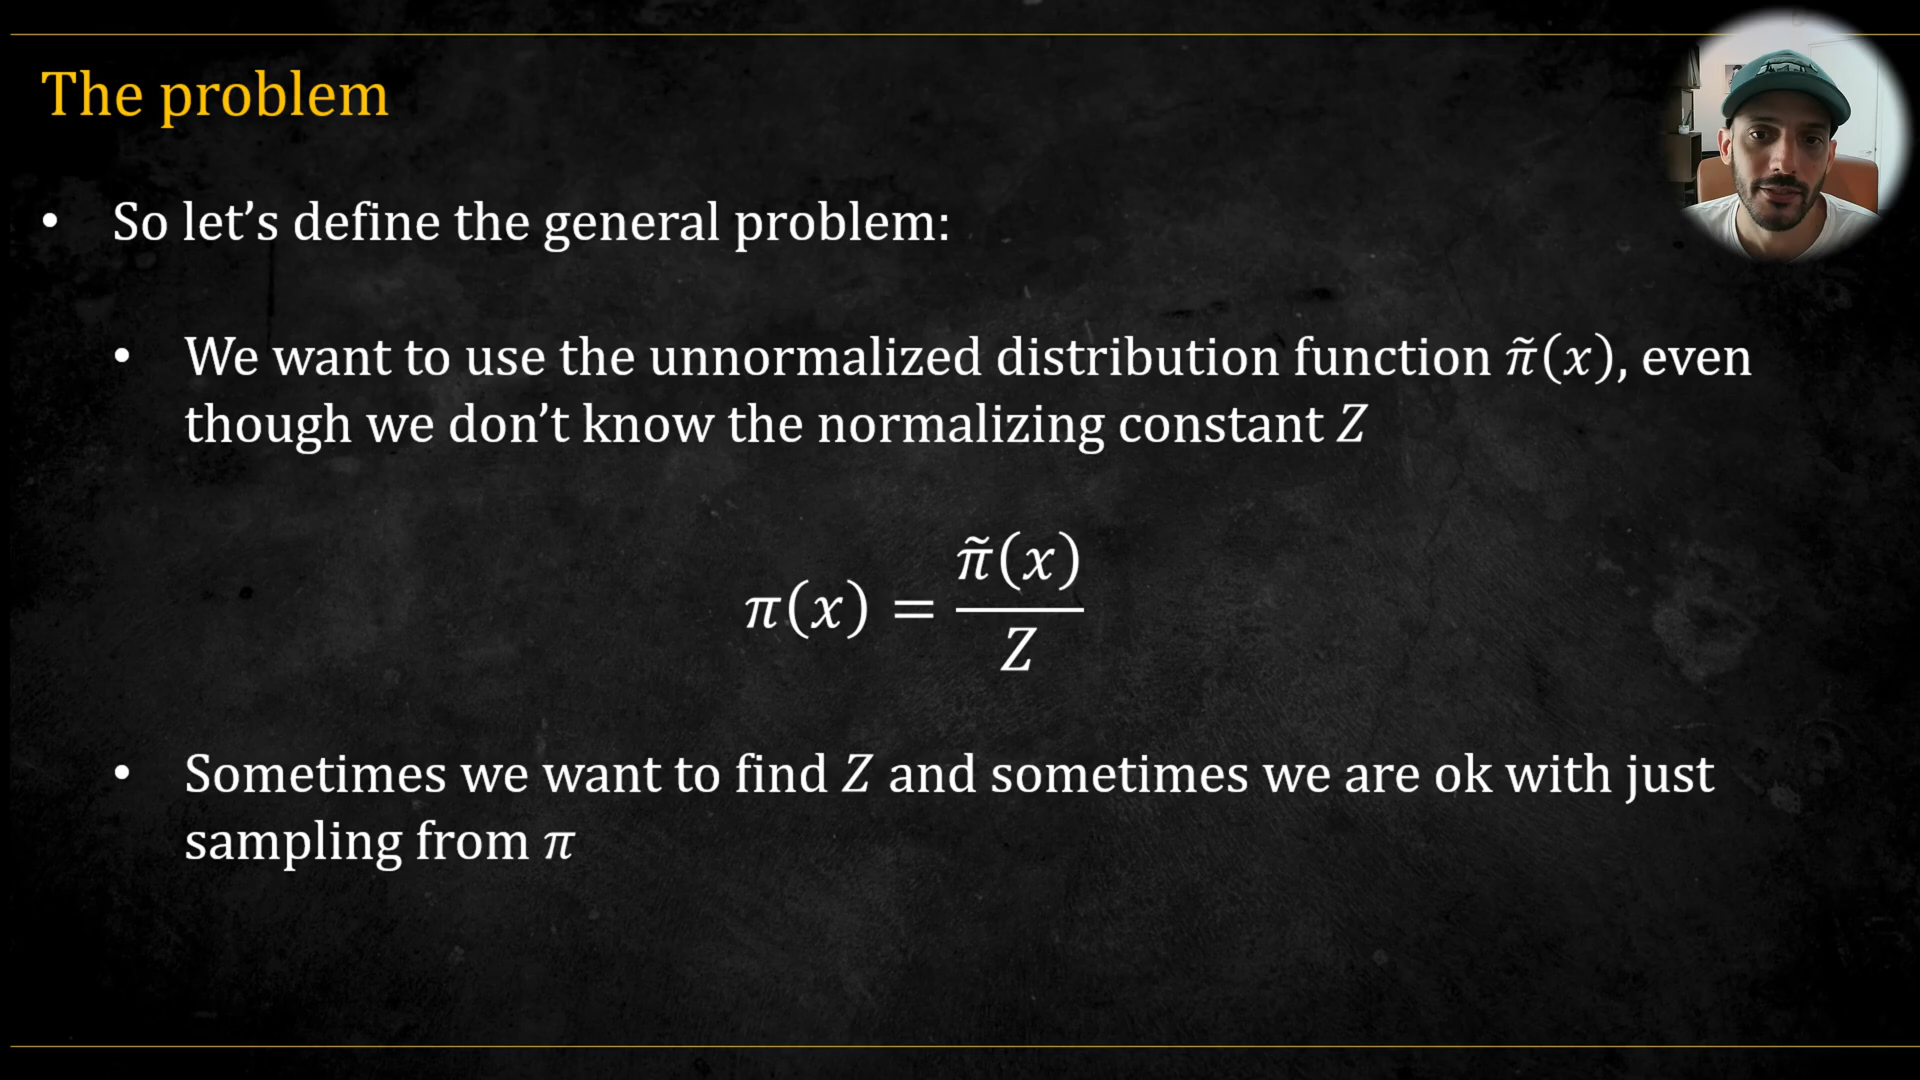 The problem
• So let’s define the general problem:
• We want to use the unnormalized distribution function π̃(x), even
though we don’t know the normalizing constant Z
π(x) = π̃(x) / Z
• Sometimes we want to find Z and sometimes we are ok with just
sampling from π